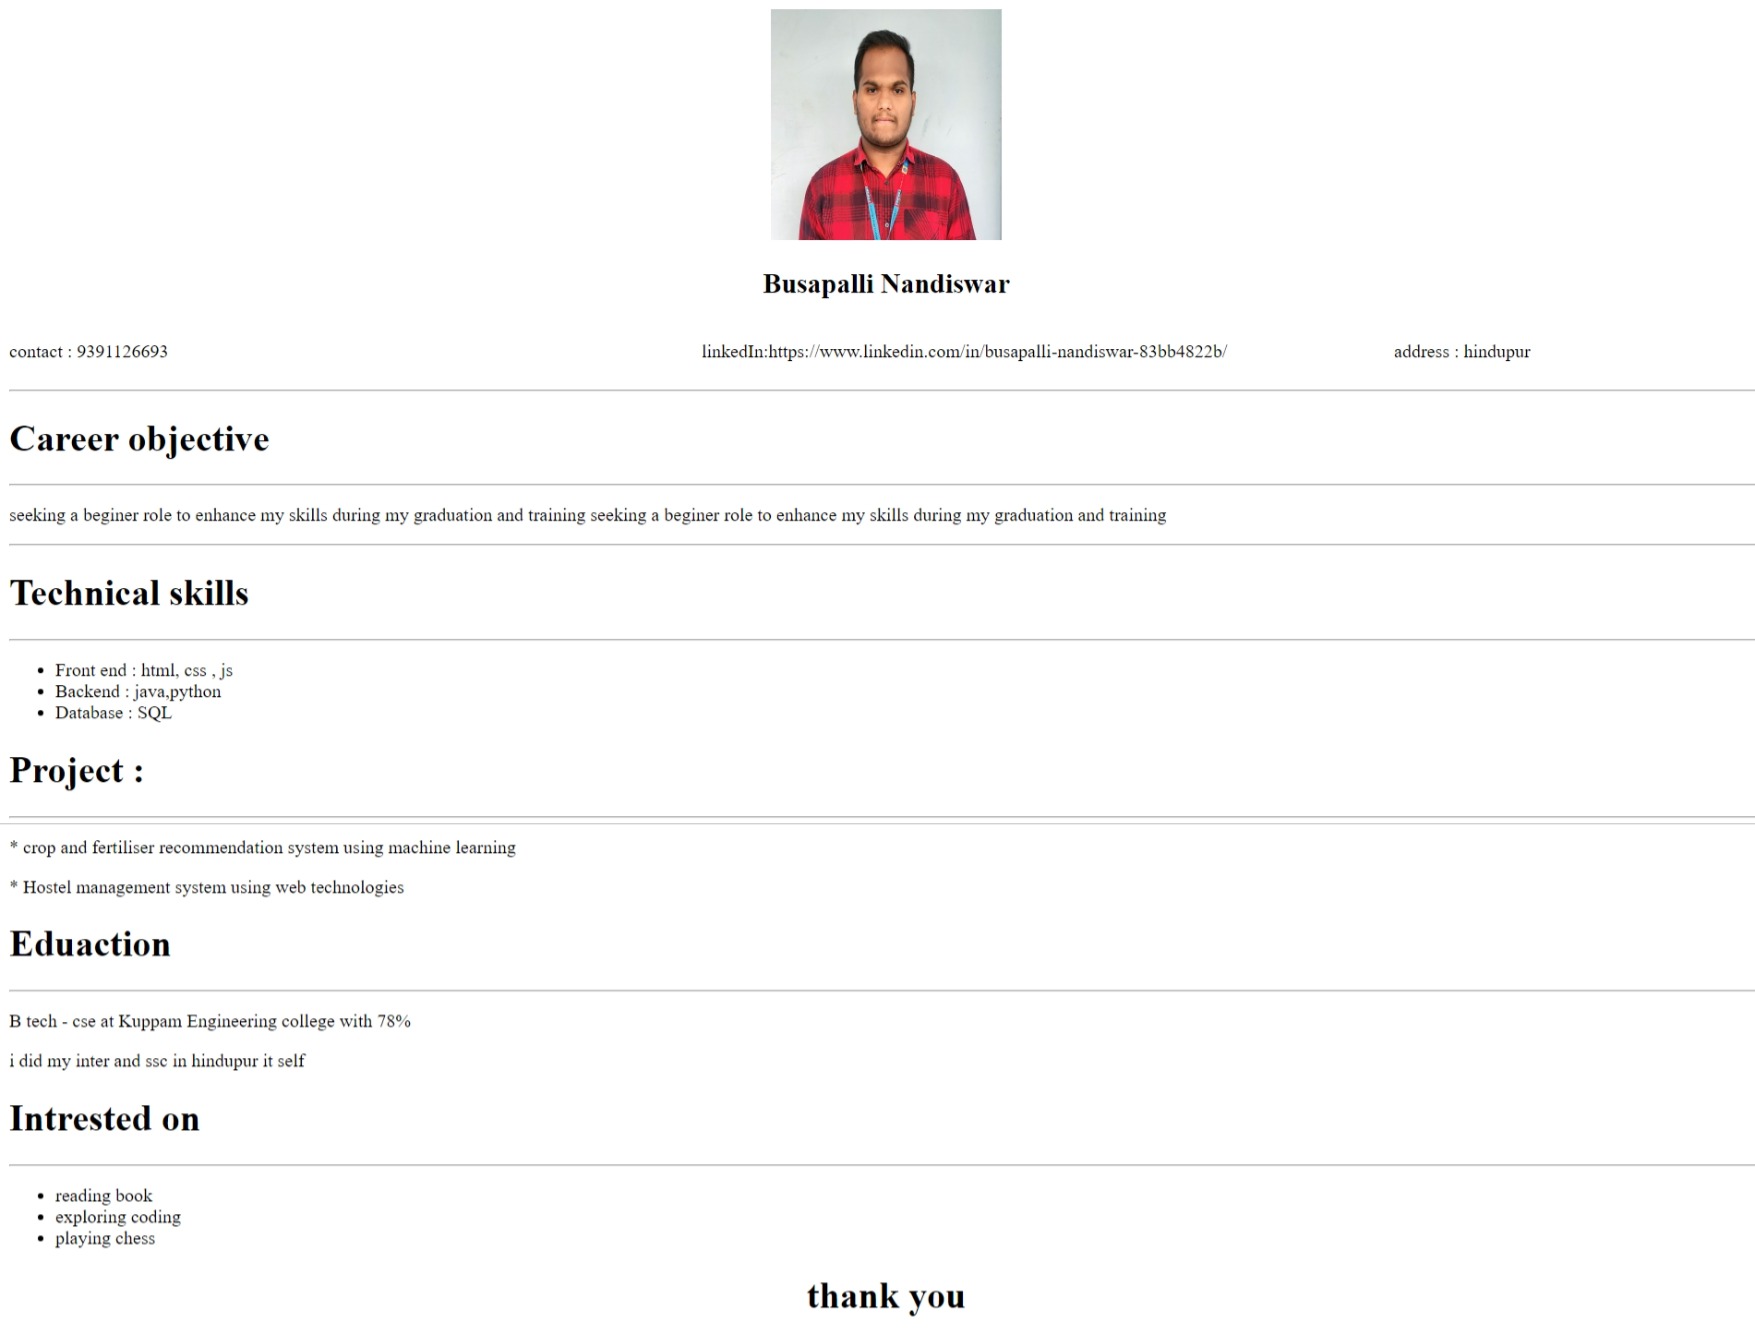 Busapalli Nandiswar
contact : 9391126693 linkedIn:https://www.linkedin.com/in/busapalli-nandiswar-83bb4822b/ address : hindupur
Career objective
seeking a beginer role to enhance my skills during my graduation and training seeking a beginer role to enhance my skills during my graduation and training
Technical skills
• Front end : html, css , js
• Backend : java,python
• Database : SQL
Project :
* crop and fertiliser recommendation system using machine learning
* Hostel management system using web technologies
Eduaction
B tech - cse at Kuppam Engineering college with 78%
i did my inter and ssc in hindupur it self
Intrested on
• reading book
• exploring coding
• playing chess
thank you